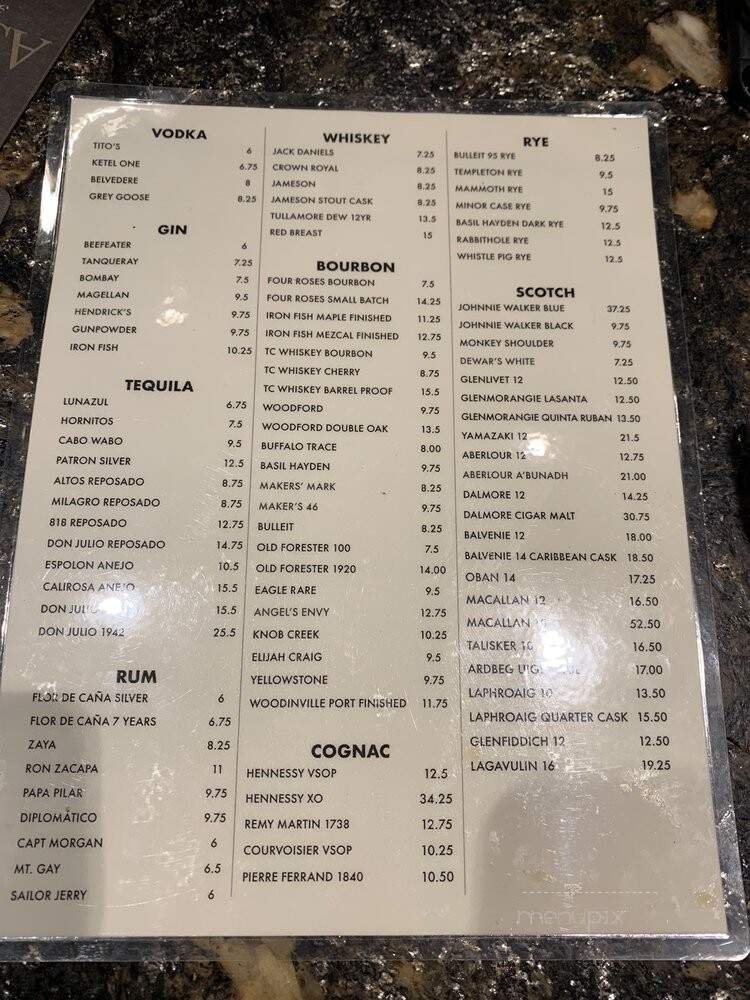 VODKA
TITO'S 6
KETEL ONE 6.75
BELVEDERE 8
GREY GOOSE 8.25
GIN
BEEFEATER 6
TANQUERAY 7.25
BOMBAY 7.5
MAGELLAN 9.5
HENDRICK'S 9.75
GUNPOWDER 9.75
IRON FISH 10.25
TEQUILA
LUNAZUL 6.75
HORNITOS 7.5
CABO WABO 9.5
PATRON SILVER 12.5
ALTOS REPOSADO 8.75
MILAGRO REPOSADO 8.75
818 REPOSADO 12.75
DON JULIO REPOSADO 14.75
ESPOLON ANEJO 10.5
CALIROSA ANEJO 15.5
DON JULIO 15.5
DON JULIO 1942 25.5
RUM
FLOR DE CAÑA SILVER 6
FLOR DE CAÑA 7 YEARS 6.75
ZAYA 8.25
RON ZACAPA 11
PAPA PILAR 9.75
DIPLOMÁTICO 9.75
CAPT MORGAN 6
MT. GAY 6.5
SAILOR JERRY 6
WHISKEY
JACK DANIELS 7.25
CROWN ROYAL 8.25
JAMESON 8.25
JAMESON STOUT CASK 8.25
TULLAMORE DEW 12YR 13.5
RED BREAST 15
BOURBON
FOUR ROSES BOURBON 7.5
FOUR ROSES SMALL BATCH 14.25
IRON FISH MAPLE FINISHED 11.25
IRON FISH MEZCAL FINISHED 12.75
TC WHISKEY BOURBON 9.5
TC WHISKEY CHERRY 8.75
TC WHISKEY BARREL PROOF 15.5
WOODFORD 9.75
WOODFORD DOUBLE OAK 13.5
BUFFALO TRACE 8.00
BASIL HAYDEN 9.75
MAKERS' MARK 8.25
MAKER'S 46 9.75
BULLEIT 8.25
OLD FORESTER 100 7.5
OLD FORESTER 1920 14.00
EAGLE RARE 9.5
ANGEL'S ENVY 12.75
KNOB CREEK 10.25
ELIJAH CRAIG 9.5
YELLOWSTONE 9.75
WOODINVILLE PORT FINISHED 11.75
COGNAC
HENNESSY VSOP 12.5
HENNESSY XO 34.25
REMY MARTIN 1738 12.75
COURVOISIER VSOP 10.25
PIERRE FERRAND 1840 10.50
RYE
BULLEIT 95 RYE 8.25
TEMPLETON RYE 9.5
MAMMOTH RYE 15
MINOR CASE RYE 9.75
BASIL HAYDEN DARK RYE 12.5
RABBITHOLE RYE 12.5
WHISTLE PIG RYE 12.5
SCOTCH
JOHNNIE WALKER BLUE 37.25
JOHNNIE WALKER BLACK 9.75
MONKEY SHOULDER 9.75
DEWAR'S WHITE 7.25
GLENLIVET 12 12.50
GLENMORANGIE LASANTA 12.50
GLENMORANGIE QUINTA RUBAN 13.50
YAMAZAKI 12 21.5
ABERLOUR 12 12.75
ABERLOUR A'BUNADH 21.00
DALMORE 12 14.25
DALMORE CIGAR MALT 30.75
BALVENIE 12 18.00
BALVENIE 14 CARIBBEAN CASK 18.50
OBAN 14 17.25
MACALLAN 12 16.50
MACALLAN 52.50
TALISKER 10 16.50
ARDBEG 17.00
LAPHROAIG 10 13.50
LAPHROAIG QUARTER CASK 15.50
GLENFIDDICH 12 12.50
LAGAVULIN 16 19.25
menupix